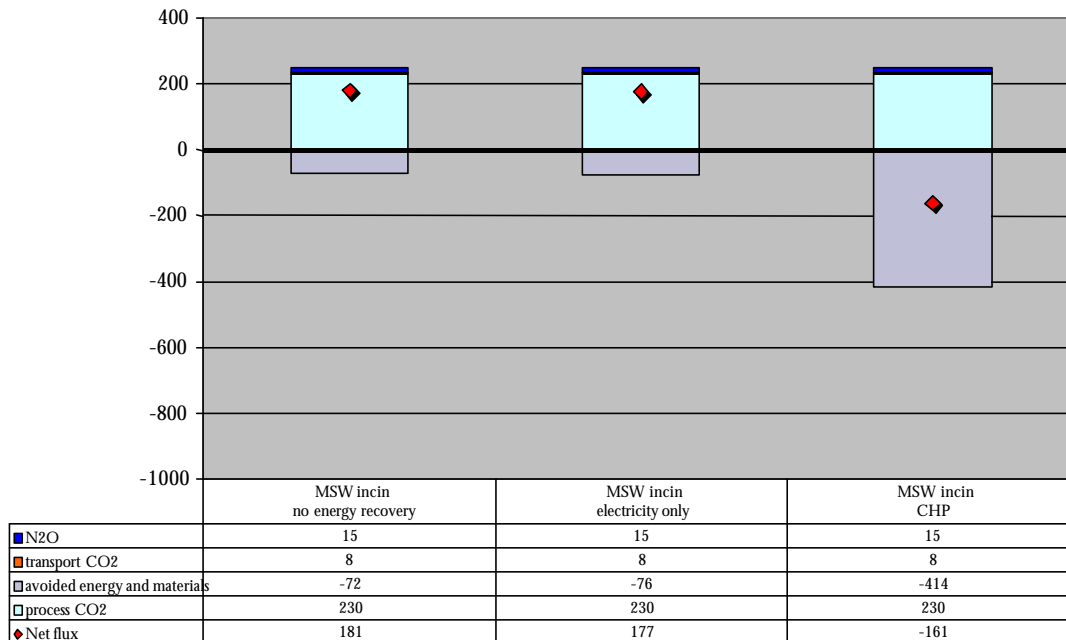 400
200
0
-200
-400
-600
-800
-1000
MSW incin MSW incin MSW incin
no energy recovery electricity only CHP
N2O 15 15 15
transport CO2 8 8 8
avoided energy and materials -72 -76 -414
process CO2 230 230 230
Net flux 181 177 -161